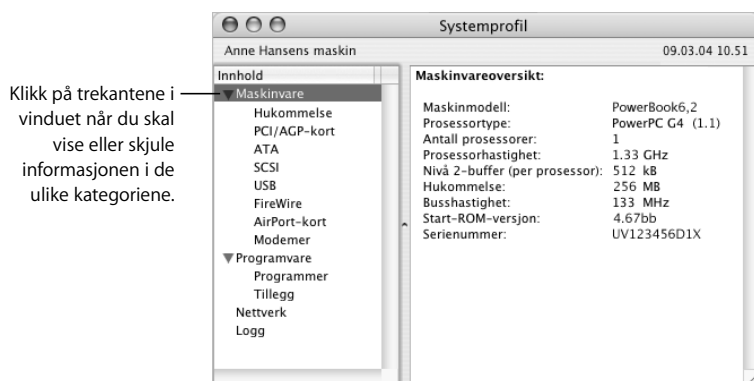 Systemprofil
Anne Hansens maskin 09.03.04 10.51
Klikk på trekantene i
vinduet når du skal
vise eller skjule
informasjonen i de
ulike kategoriene.
Innhold
Maskinvare
Hukommelse
PCI/AGP-kort
ATA
SCSI
USB
FireWire
AirPort-kort
Modemer
Programvare
Programmer
Tillegg
Nettverk
Logg
Maskinvareoversikt:
Maskinmodell: PowerBook6,2
Prosessortype: PowerPC G4 (1.1)
Antall prosessorer: 1
Prosessorhastighet: 1.33 GHz
Nivå 2-buffer (per prosessor): 512 kB
Hukommelse: 256 MB
Busshastighet: 133 MHz
Start-ROM-versjon: 4.67bb
Serienummer: UV123456D1X